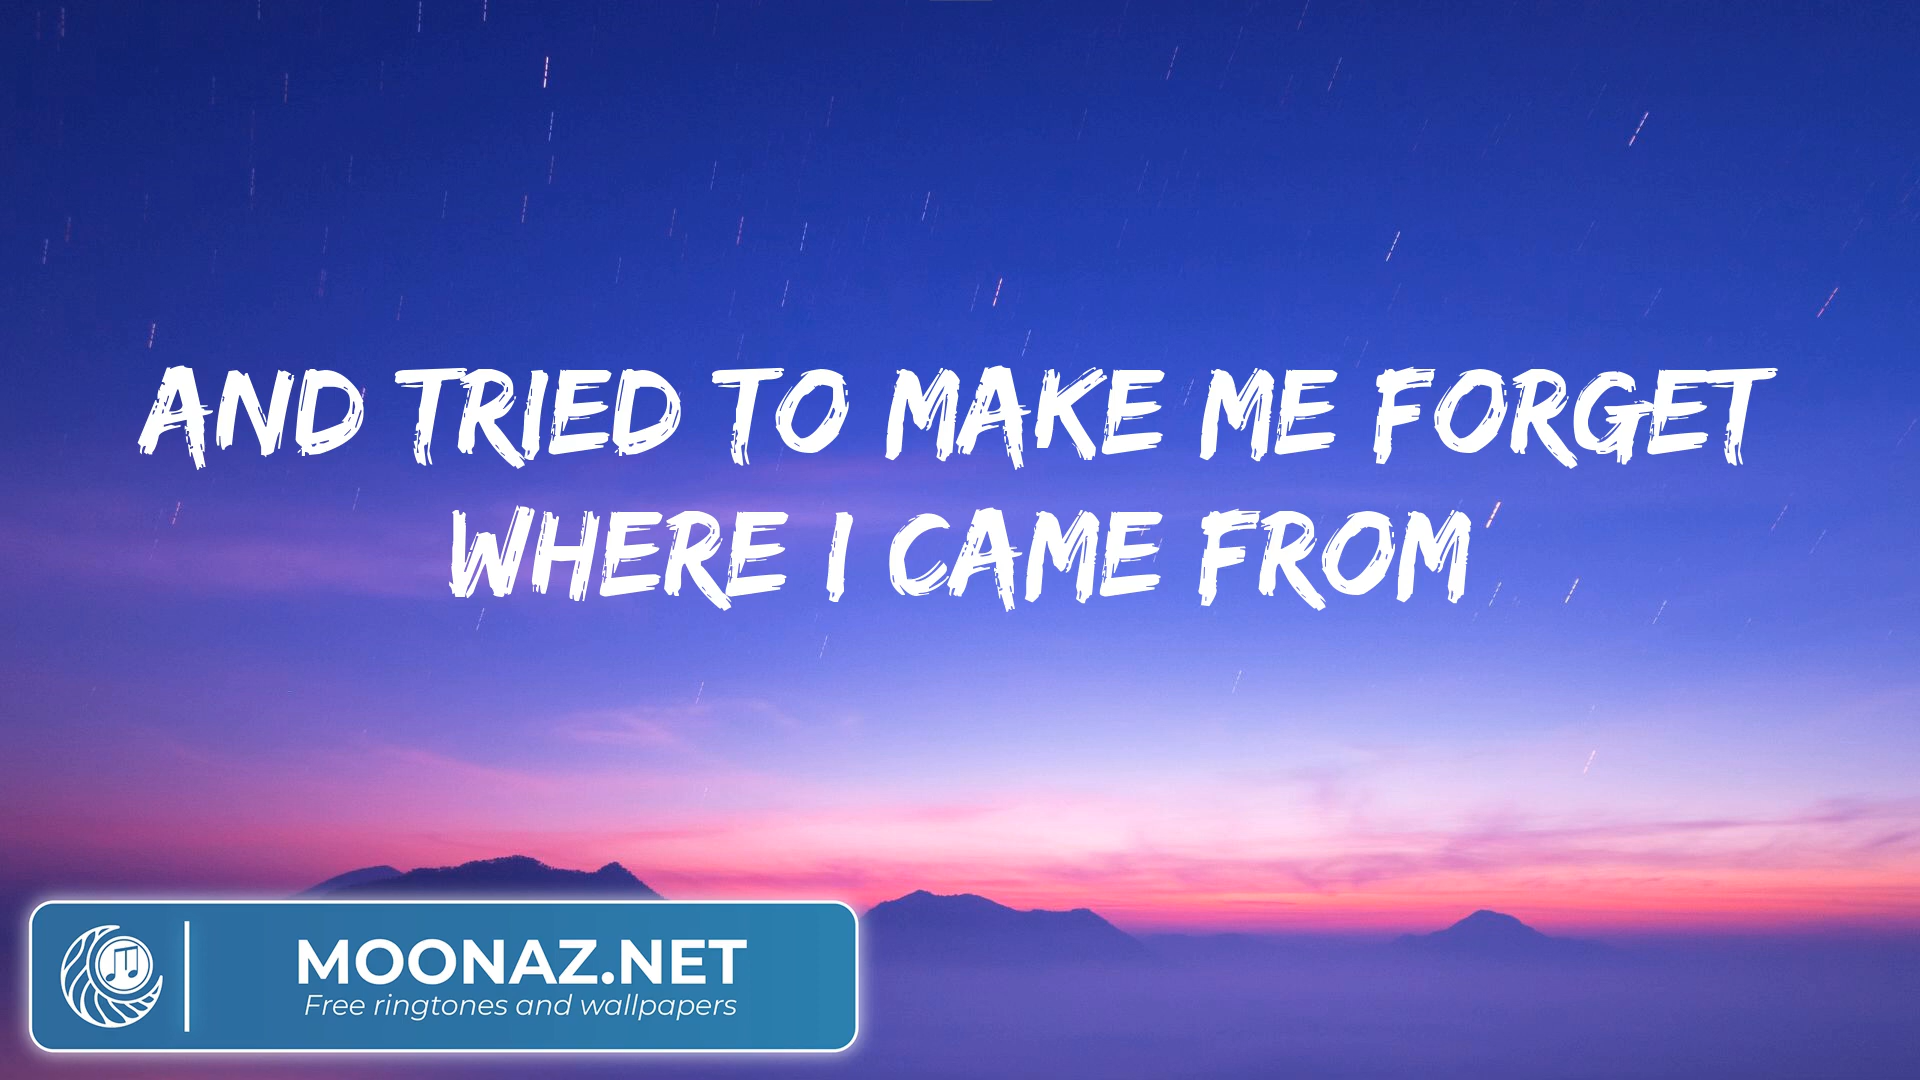 AND TRIED TO MAKE ME FORGET
WHERE I CAME FROM
MOONAZ.NET
Free ringtones and wallpapers